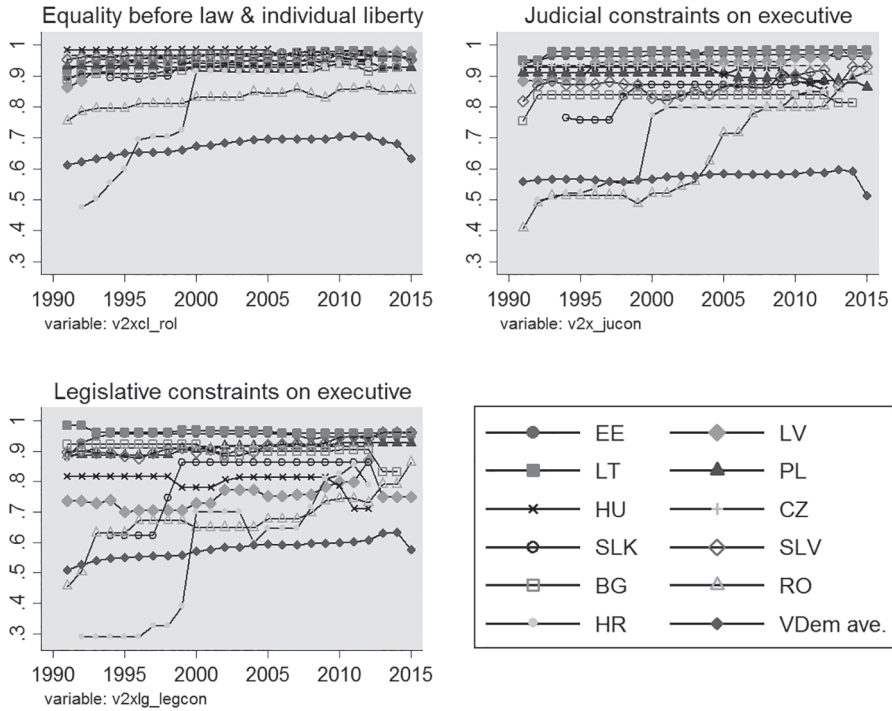 Equality before law & individual liberty
1
.9
.8
.7
.6
.5
.4
.3
1990 1995 2000 2005 2010 2015
variable: v2xcl_rol
Judicial constraints on executive
1
.9
.8
.7
.6
.5
.4
.3
1990 1995 2000 2005 2010 2015
variable: v2x_jucon
Legislative constraints on executive
1
.9
.8
.7
.6
.5
.4
.3
1990 1995 2000 2005 2010 2015
variable: v2xlg_legcon
EE LV
LT PL
HU CZ
SLK SLV
BG RO
HR VDem ave.